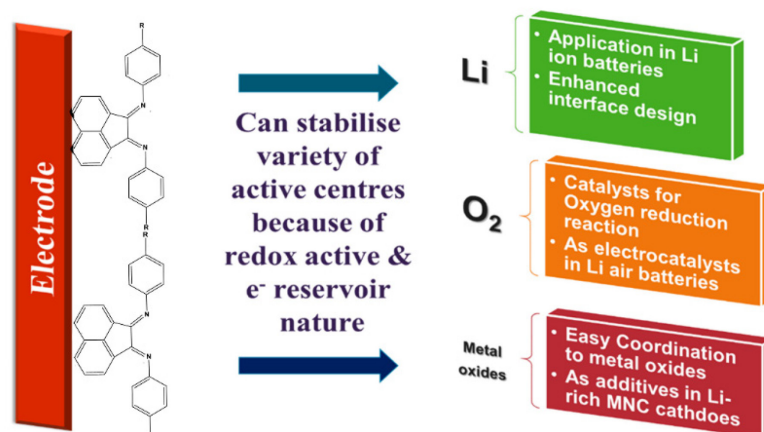 Electrode
R
N
N
R
R
N
N
Can stabilise
variety of
active centres
because of
redox active &
e- reservoir
nature
Li
• Application in Li
ion batteries
• Enhanced
interface design
O2
• Catalysts for
Oxygen reduction
reaction
• As electrocatalysts
in Li air batteries
Metal
oxides
• Easy Coordination
to metal oxides
• As additives in Li-
rich MNC cathdoes